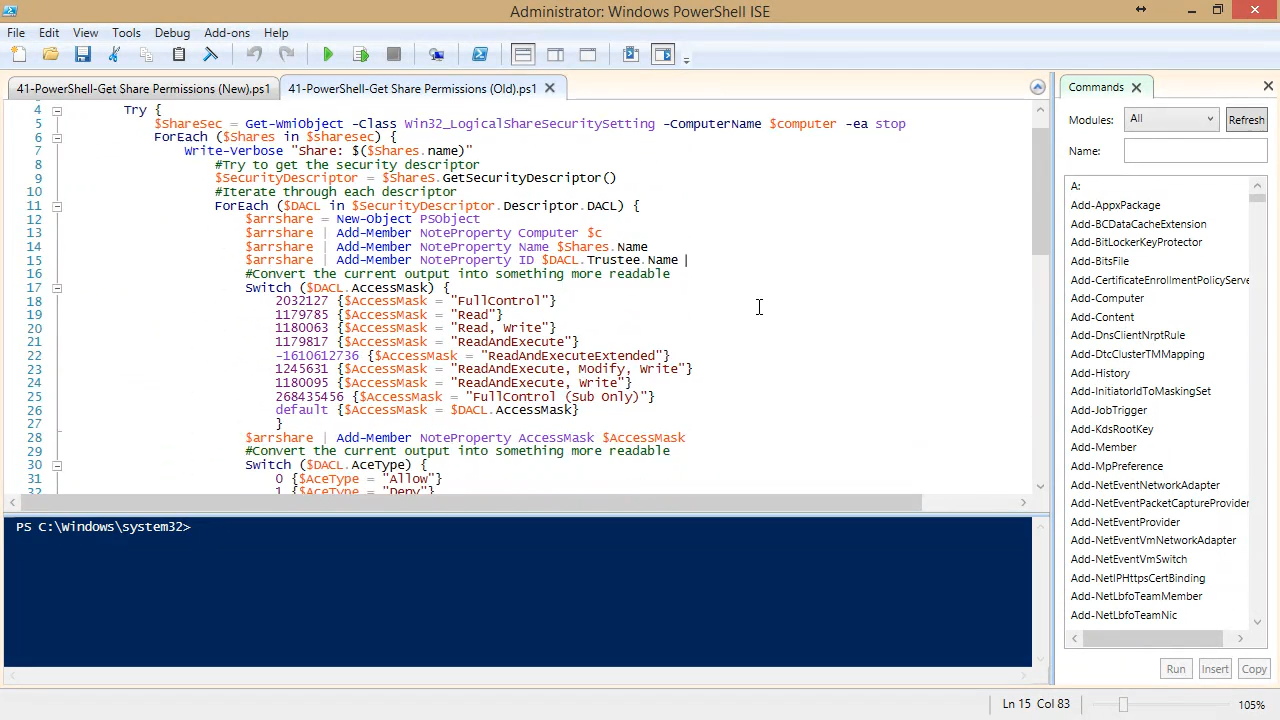 Administrator: Windows PowerShell ISE
File Edit View Tools Debug Add-ons Help
41-PowerShell-Get Share Permissions (New).ps1
41-PowerShell-Get Share Permissions (Old).ps1
4 Try {
5 $shareSec = Get-WmiObject -Class Win32_LogicalShareSecuritySetting -ComputerName $computer -ea stop
6 ForEach ($Shares in $sharesec) {
7 Write-Verbose "Share: $($Shares.name)"
8 #Try to get the security descriptor
9 $SecurityDescriptor = $ShareS.GetSecurityDescriptor()
10 #Iterate through each descriptor
11 ForEach ($DACL in $SecurityDescriptor.Descriptor.DACL) {
12 $arrshare = New-Object PSObject
13 $arrshare | Add-Member NoteProperty Computer $c
14 $arrshare | Add-Member NoteProperty Name $Shares.Name
15 $arrshare | Add-Member NoteProperty ID $DACL.Trustee.Name
16 #Convert the current output into something more readable
17 Switch ($DACL.AccessMask) {
18 2032127 {$AccessMask = "FullControl"}
19 1179785 {$AccessMask = "Read"}
20 1180063 {$AccessMask = "Read, Write"}
21 1179817 {$AccessMask = "ReadAndExecute"}
22 -1610612736 {$AccessMask = "ReadAndExecuteExtended"}
23 1245631 {$AccessMask = "ReadAndExecute, Modify, Write"}
24 1180095 {$AccessMask = "ReadAndExecute, Write"}
25 268435456 {$AccessMask = "FullControl (Sub Only)"}
26 default {$AccessMask = $DACL.AccessMask}
27 }
28 $arrshare | Add-Member NoteProperty AccessMask $AccessMask
29 #Convert the current output into something more readable
30 Switch ($DACL.AceType) {
31 0 {$AceType = "Allow"}
32 1 {$AceType = "Deny"}
PS C:\Windows\system32>
Commands
Modules: All Refresh
Name:
A:
Add-AppxPackage
Add-BCDataCacheExtension
Add-BitLockerKeyProtector
Add-BitsFile
Add-CertificateEnrollmentPolicyServe
Add-Computer
Add-Content
Add-DnsClientNrptRule
Add-DtcClusterTMMapping
Add-History
Add-InitiatorIdToMaskingSet
Add-JobTrigger
Add-KdsRootKey
Add-Member
Add-MpPreference
Add-NetEventNetworkAdapter
Add-NetEventPacketCaptureProvider
Add-NetEventProvider
Add-NetEventVmNetworkAdapter
Add-NetEventVmSwitch
Add-NetIPHttpsCertBinding
Add-NetLbfoTeamMember
Add-NetLbfoTeamNic
Run Insert Copy
Ln 15 Col 83
105%